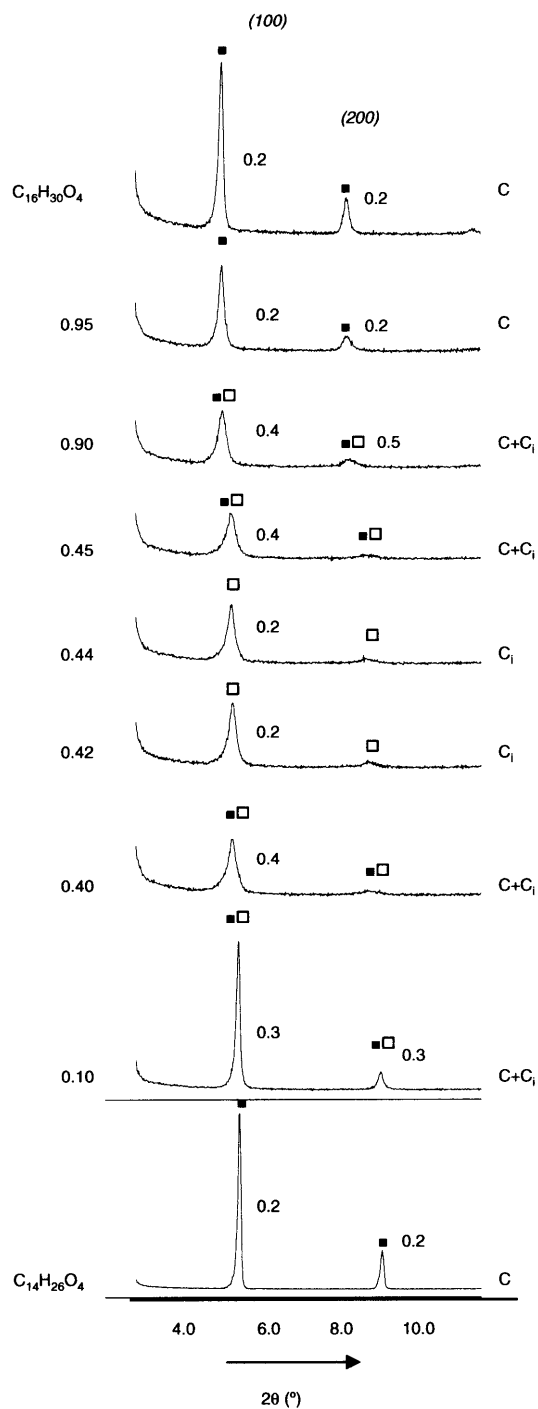 (100)
(200)
C₁₆H₃₀O₄ 0.2 0.2 C
0.95 0.2 0.2 C
0.90 0.4 0.5 C+Cᵢ
0.45 0.4 C+Cᵢ
0.44 0.2 Cᵢ
0.42 0.2 Cᵢ
0.40 0.4 C+Cᵢ
0.10 0.3 0.3 C+Cᵢ
C₁₄H₂₆O₄ 0.2 0.2 C
4.0 6.0 8.0 10.0
2θ (º)